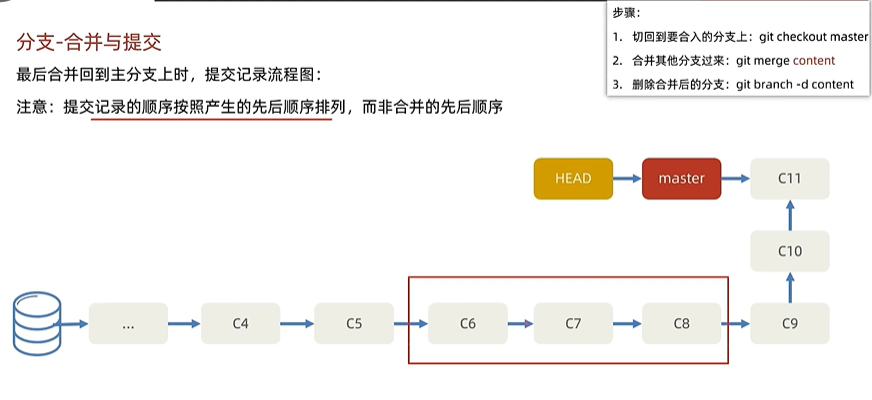 步骤：
1. 切回到要合入的分支上：git checkout master
2. 合并其他分支过来：git merge content
3. 删除合并后的分支：git branch -d content
分支-合并与提交
最后合并回到主分支上时，提交记录流程图：
注意：提交记录的顺序按照产生的先后顺序排列，而非合并的先后顺序
HEAD
master
C11
C10
...
C4
C5
C6
C7
C8
C9